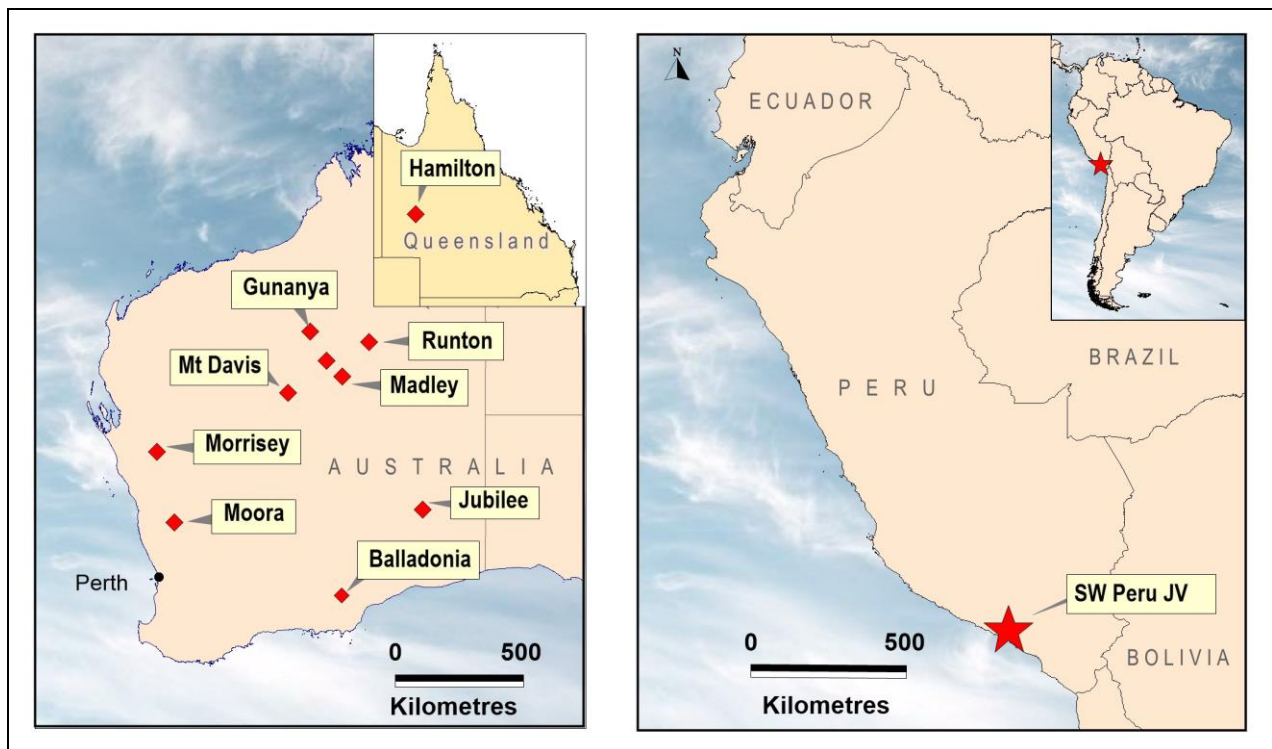 Hamilton
Queensland
Gunanya
Runton
Mt Davis
Madley
Morrisey
AUSTRALIA
Jubilee
Moora
Balladonia
Perth
0 500
Kilometres
N
ECUADOR
BRAZIL
PERU
SW Peru JV
0 500
BOLIVIA
Kilometres